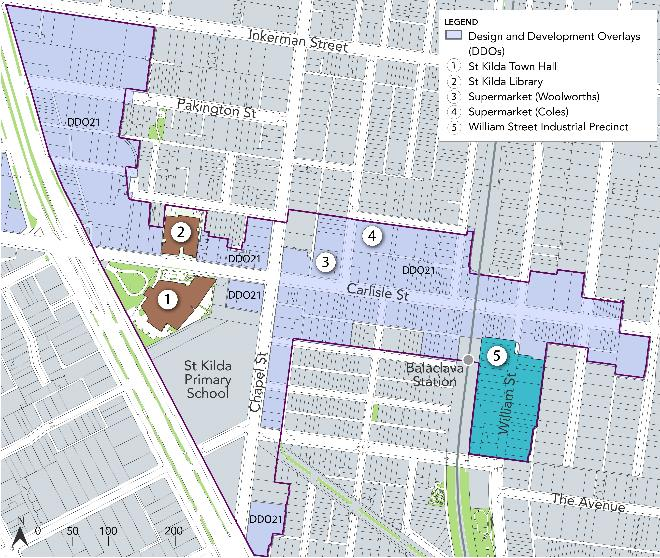 LEGEND
Design and Development Overlays
(DDOs)
1 St Kilda Town Hall
2 St Kilda Library
3 Supermarket (Woolworths)
4 Supermarket (Coles)
5 William Street Industrial Precinct
Inkerman Street
Pakington St
DDO21
2
4
DDO21
3
DDO21
DDO21
1
Carlisle St
5
St Kilda
Primary
School
Chapel St
Balaclava
Station
William St
The Avenue
DDO21
N
0 50 100 200